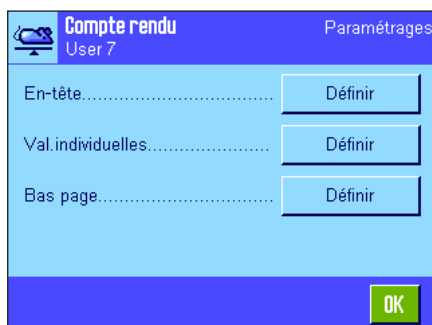 Compte rendu Paramétrages
User 7
En-tête.................................. Définir
Val.individuelles....................... Définir
Bas page............................... Définir
OK